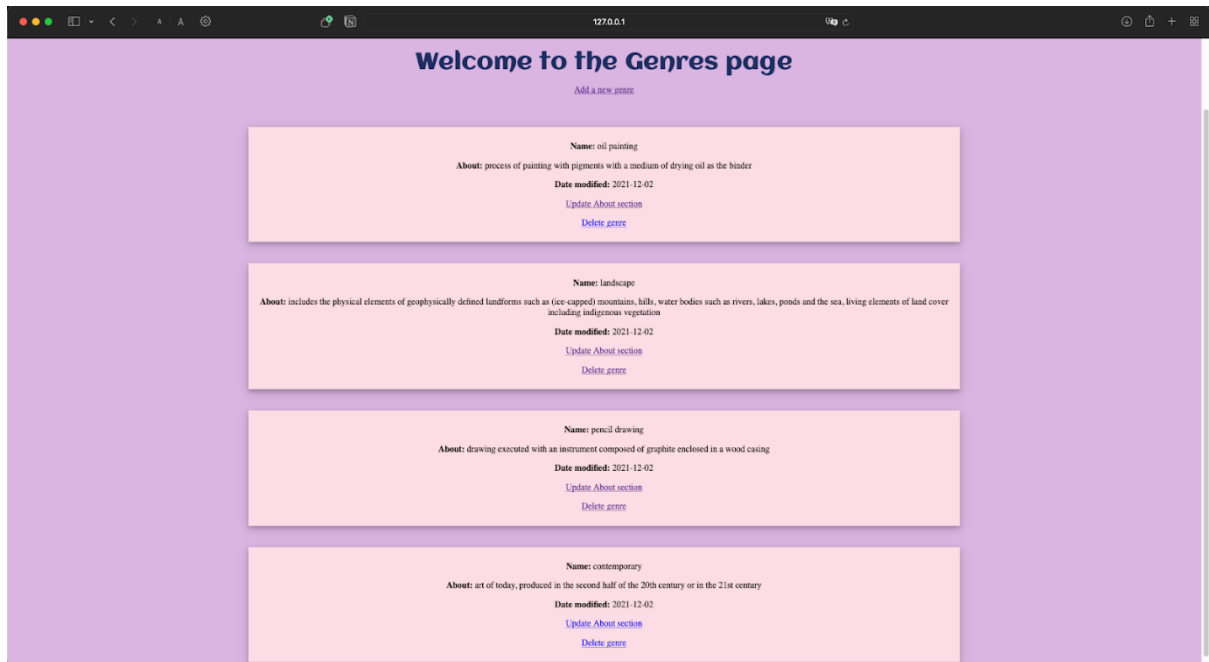 A A 127.0.0.1
Welcome to the Genres page
Add a new genre
Name: oil painting
About: process of painting with pigments with a medium of drying oil as the binder
Date modified: 2021-12-02
Update About section
Delete genre
Name: landscape
About: includes the physical elements of geophysically defined landforms such as (ice-capped) mountains, hills, water bodies such as rivers, lakes, ponds and the sea, living elements of land cover
including indigenous vegetation
Date modified: 2021-12-02
Update About section
Delete genre
Name: pencil drawing
About: drawing executed with an instrument composed of graphite enclosed in a wood casing
Date modified: 2021-12-02
Update About section
Delete genre
Name: contemporary
About: art of today, produced in the second half of the 20th century or in the 21st century
Date modified: 2021-12-02
Update About section
Delete genre